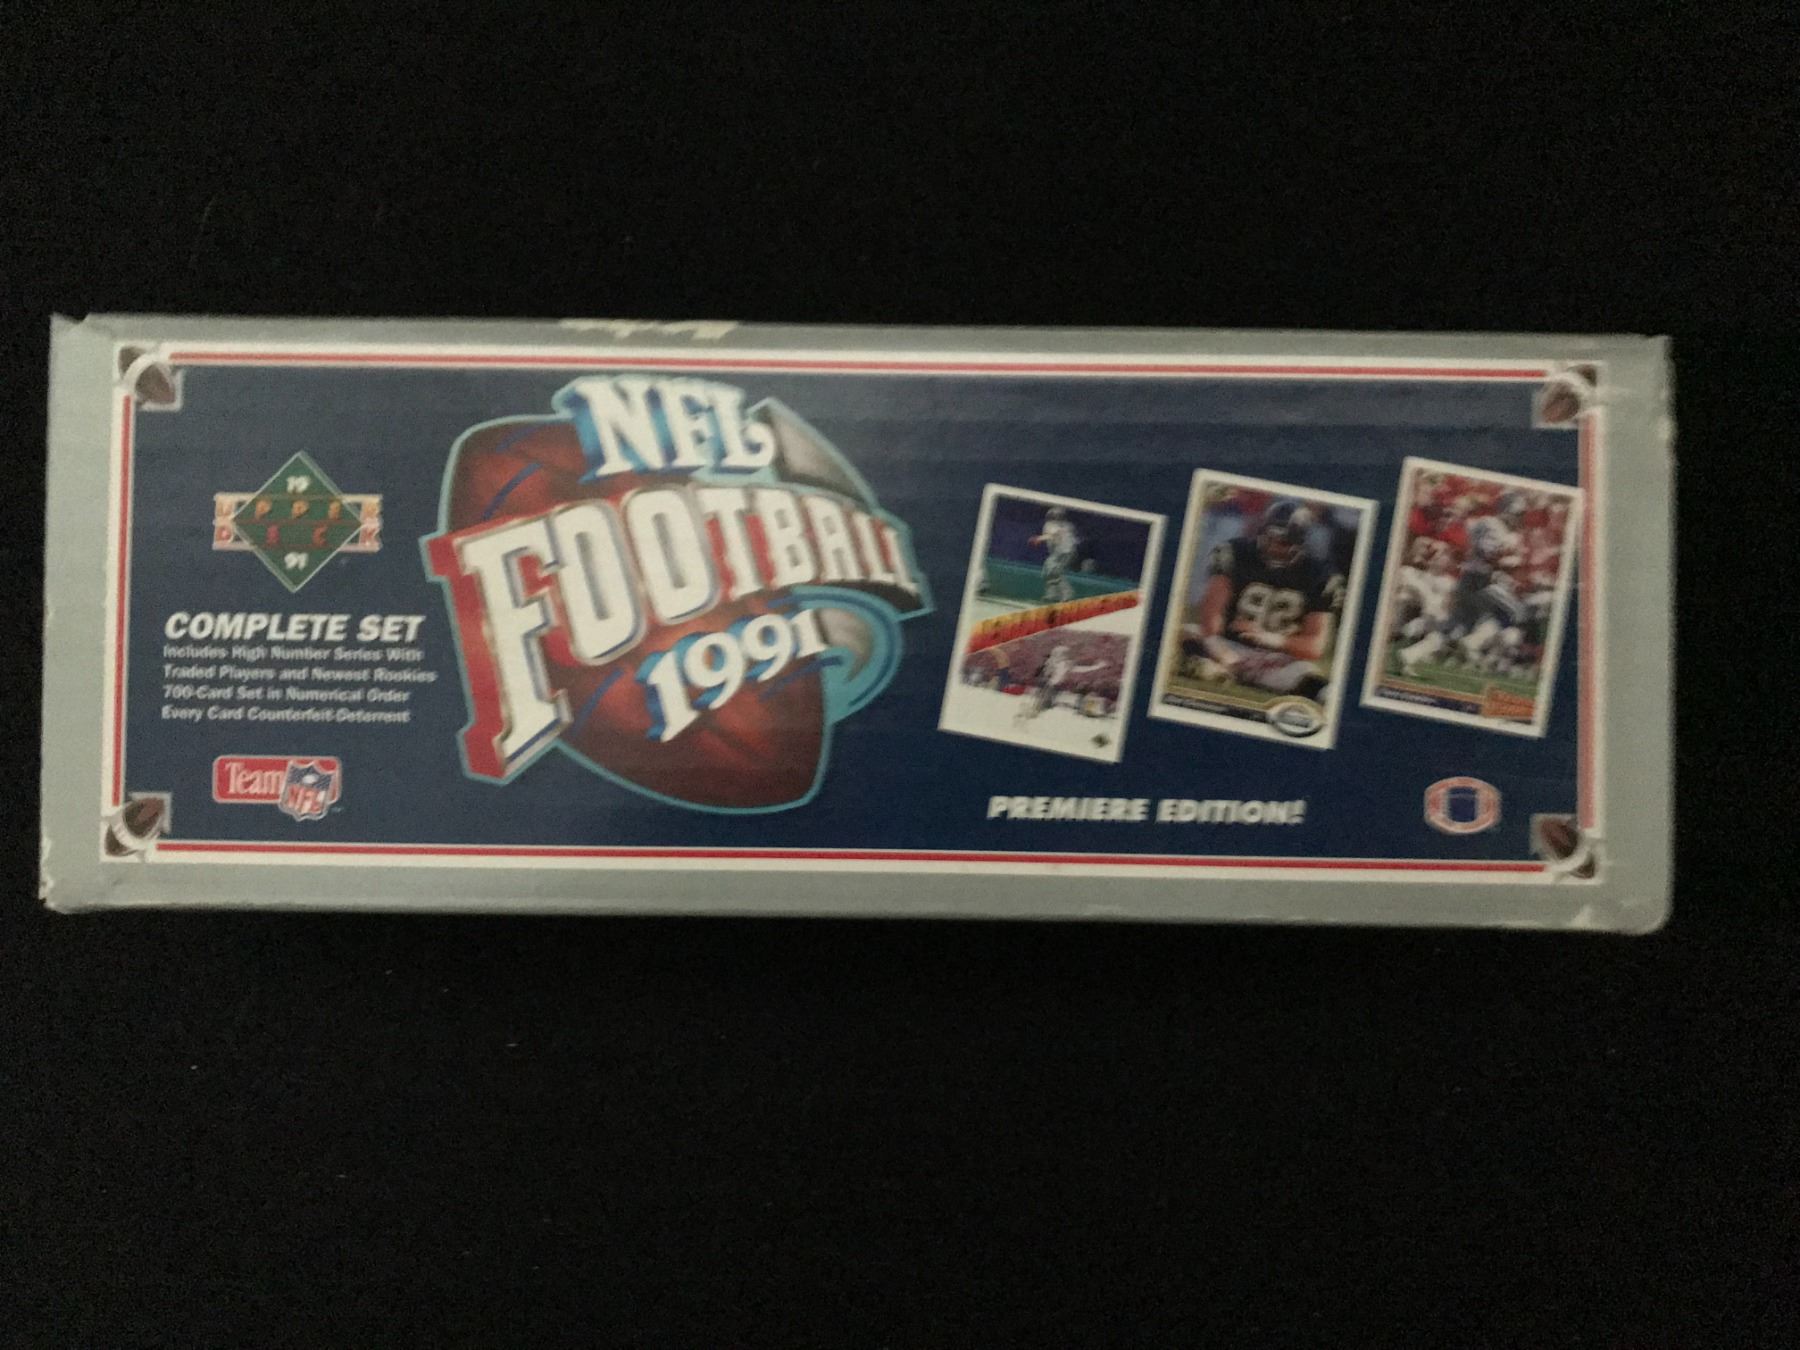 NFL
FOOTBALL
1991
19
UPPER
DECK
91
COMPLETE SET
Includes High Number Series With
Traded Players and Newest Rookies
700-Card Set in Numerical Order
Every Card Counterfeit-Deterrent
Team NFL
92
PREMIERE EDITION!